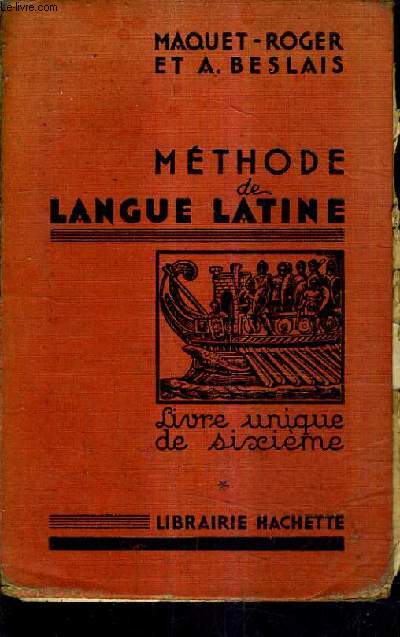 Le-livre.com
MAQUET-ROGER
ET A. BESLAIS
MÉTHODE
de
LANGUE LATINE
Livre unique
de sixième
*
LIBRAIRIE HACHETTE